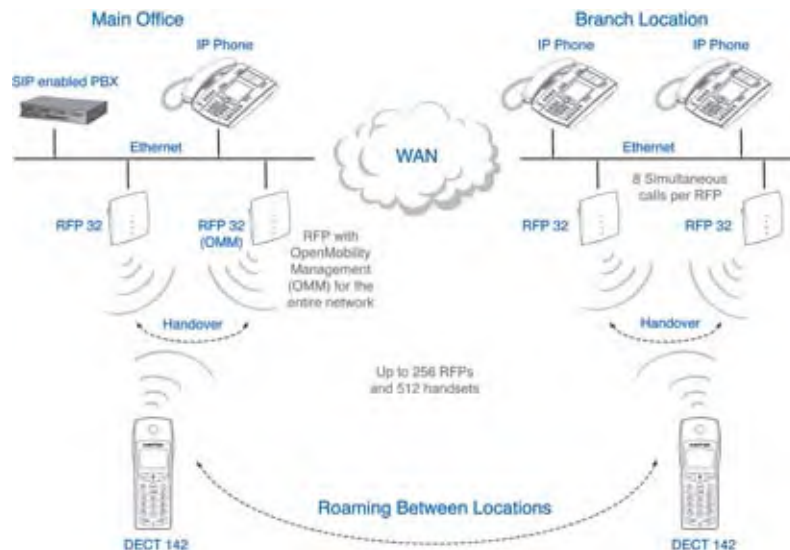 Main Office
Branch Location
IP Phone
IP Phone
IP Phone
SIP enabled PBX
Ethernet
WAN
Ethernet
8 Simultaneous
calls per RFP
RFP 32
RFP 32
(OMM)
RFP with
OpenMobility
Management
(OMM) for the
entire network
RFP 32
RFP 32
Handover
Handover
Up to 256 RFPs
and 512 handsets
Roaming Between Locations
DECT 142
DECT 142